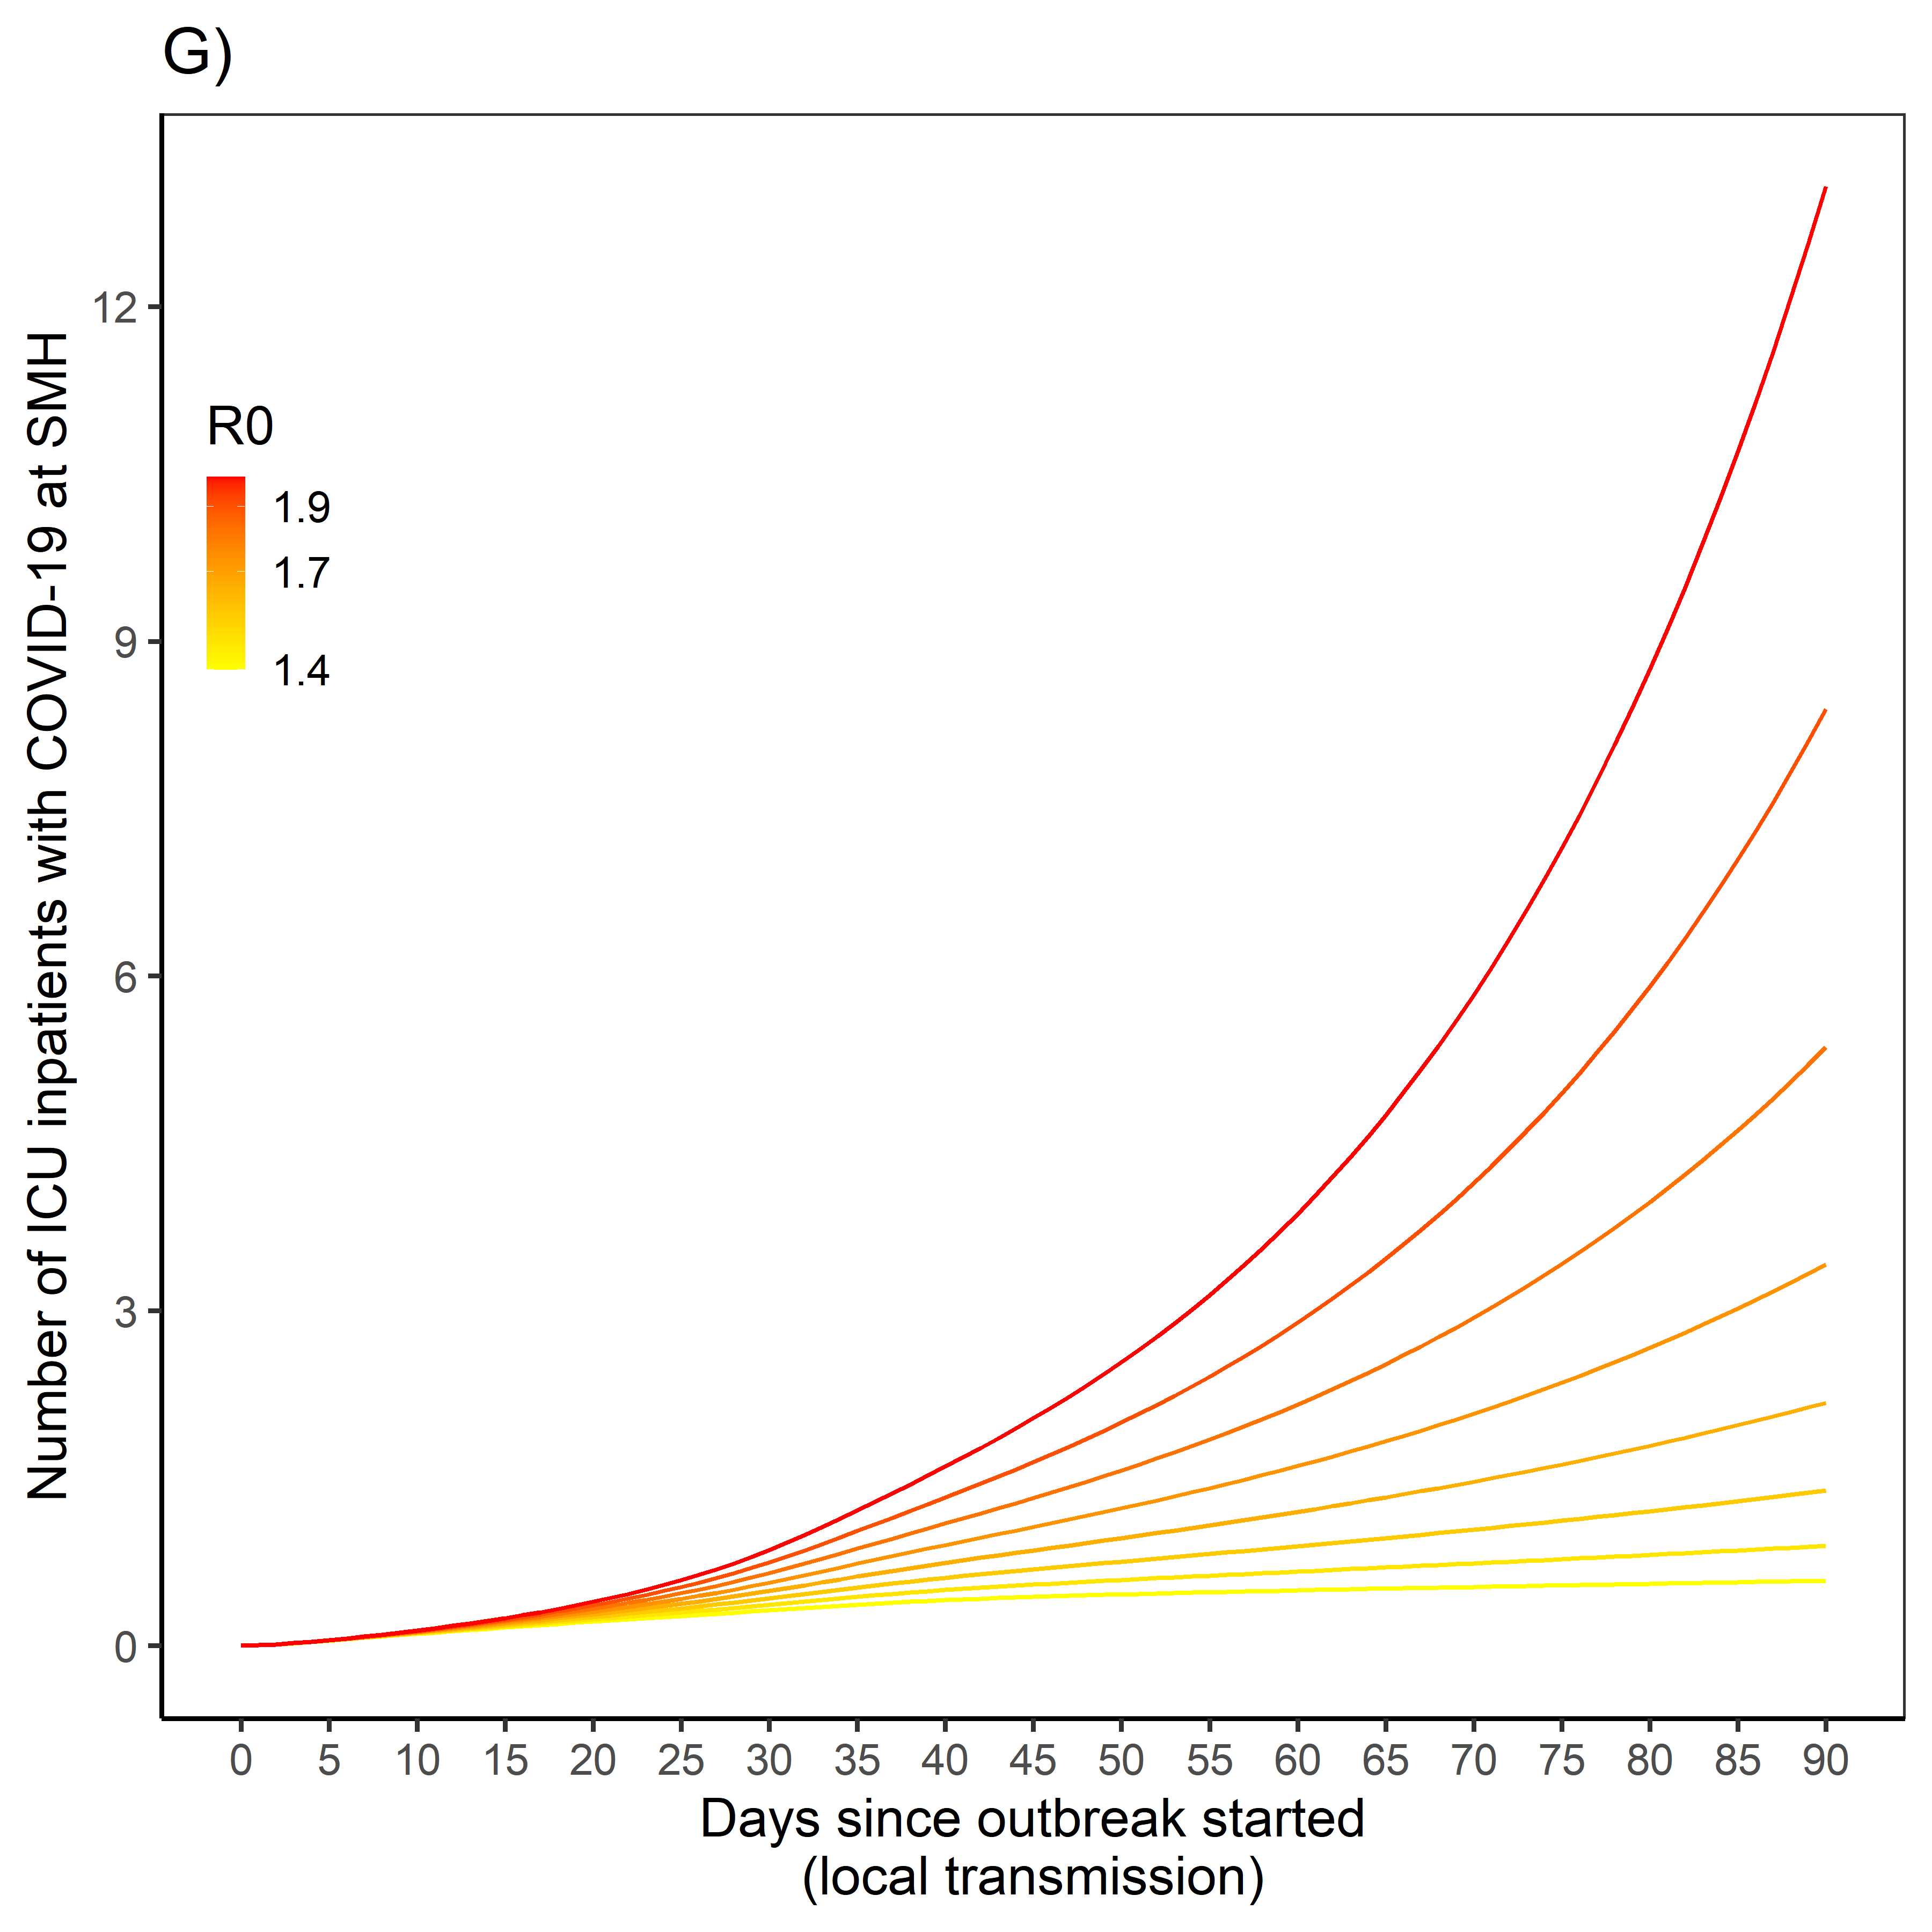 G)
Number of ICU inpatients with COVID-19 at SMH
12
9
6
3
0
R0
1.9
1.7
1.4
0 5 10 15 20 25 30 35 40 45 50 55 60 65 70 75 80 85 90
Days since outbreak started
(local transmission)